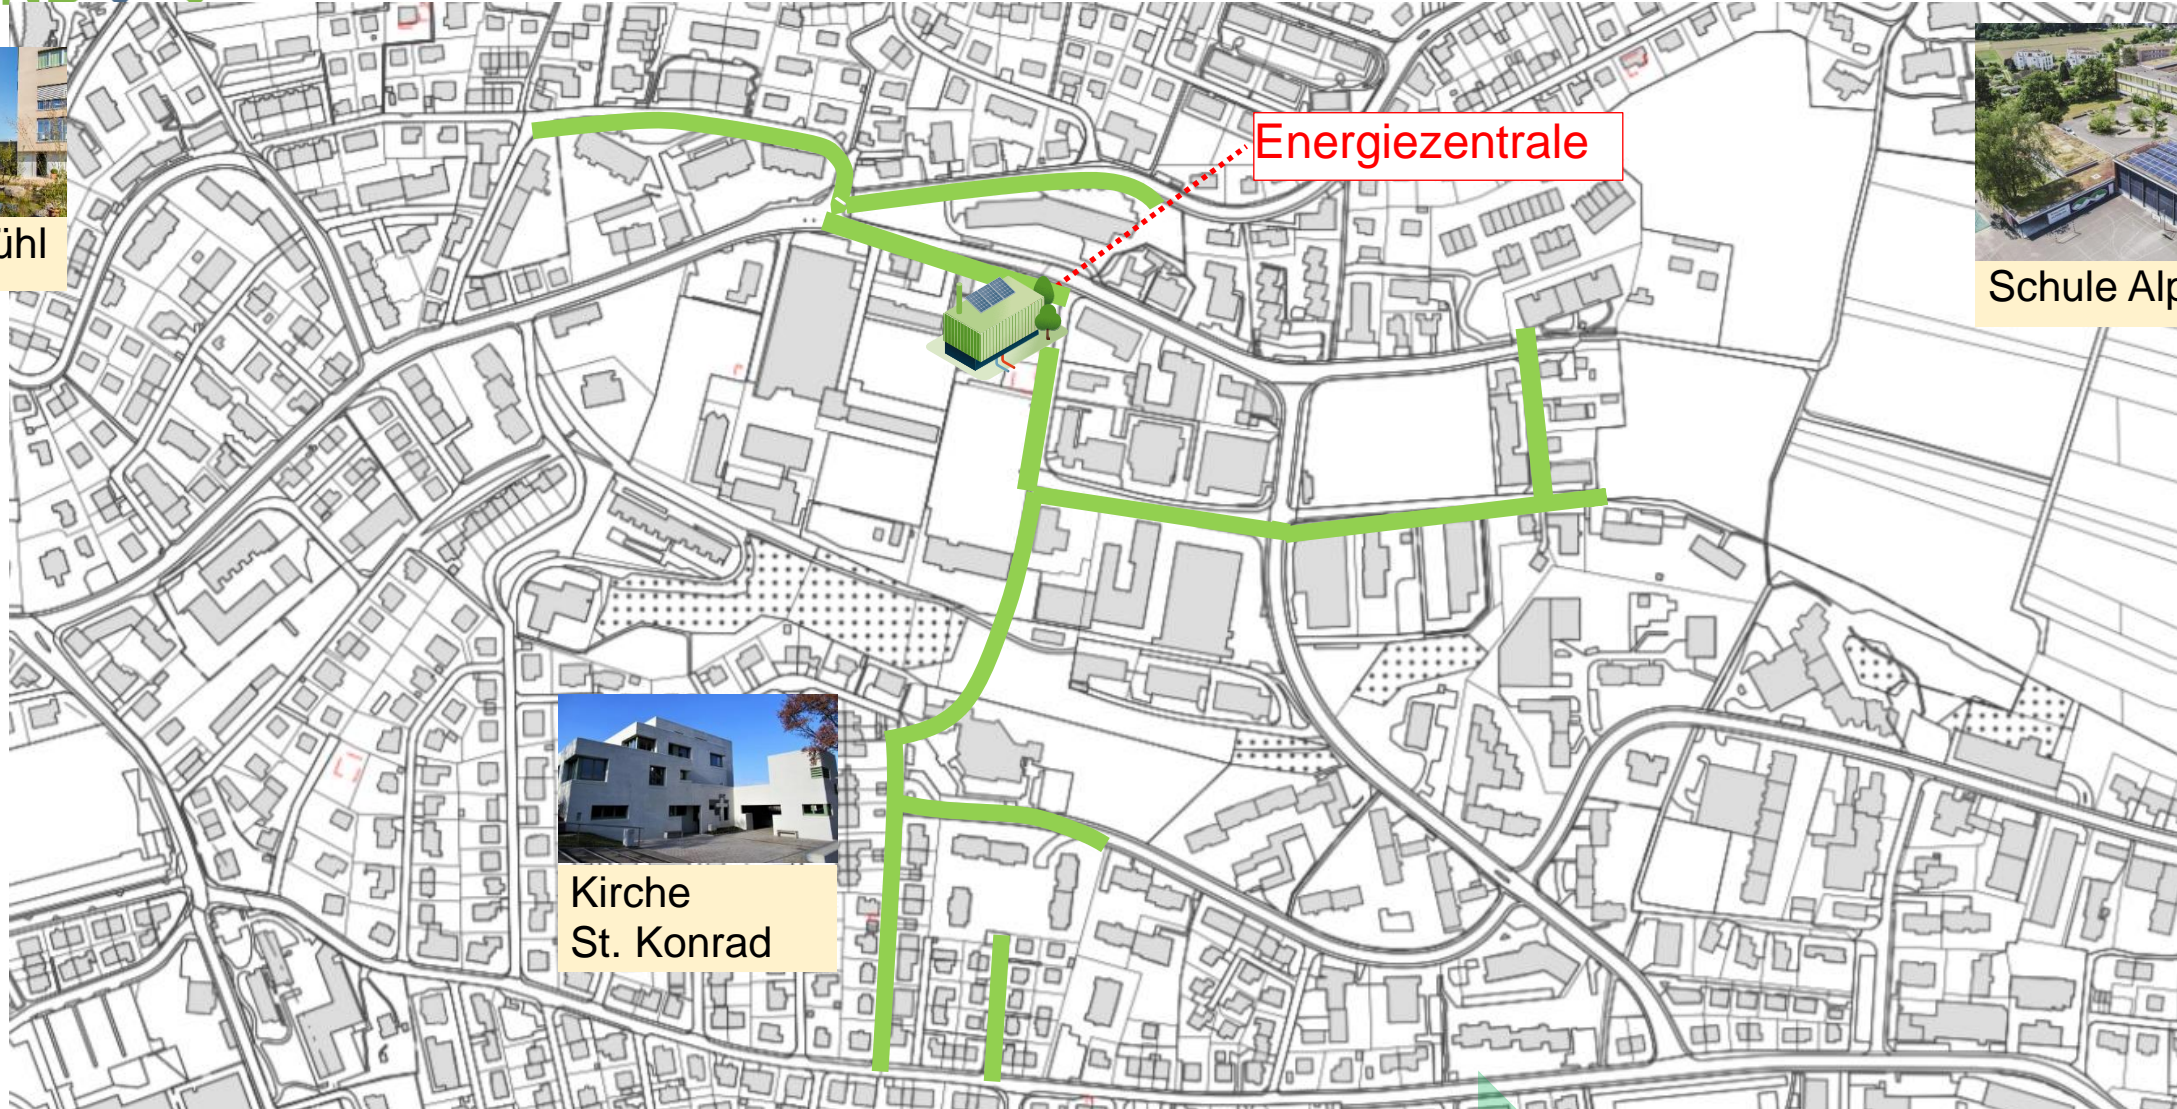 Energiezentrale
ühl
Schule Alp
Kirche
St. Konrad